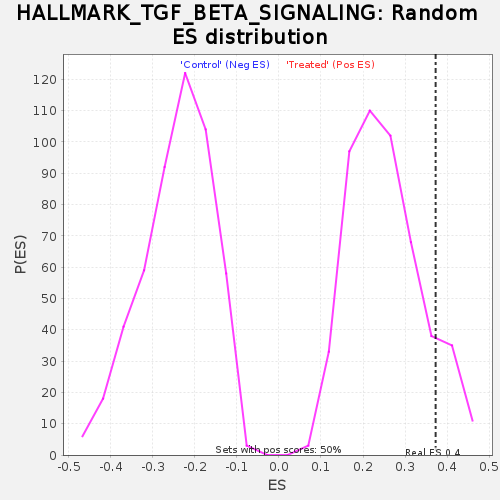 HALLMARK_TGF_BETA_SIGNALING: Random
ES distribution
'Control' (Neg ES) 'Treated' (Pos ES)
P(ES)
120
110
100
90
80
70
60
50
40
30
20
10
0
Sets with pos scores: 50%
Real ES 0.4
-0.5 -0.4 -0.3 -0.2 -0.1 0.0 0.1 0.2 0.3 0.4 0.5
ES